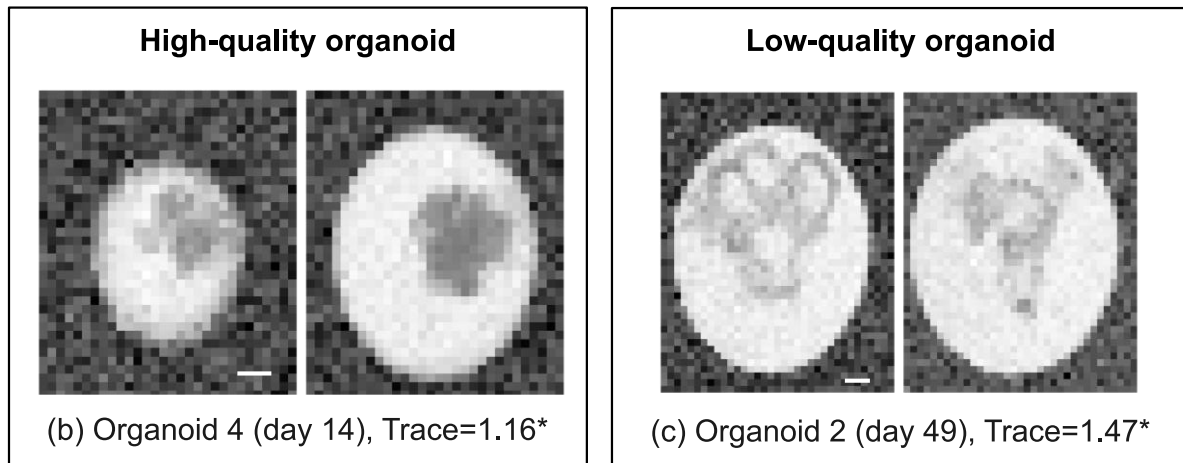 High-quality organoid
(b) Organoid 4 (day 14), Trace=1.16*
Low-quality organoid
(c) Organoid 2 (day 49), Trace=1.47*